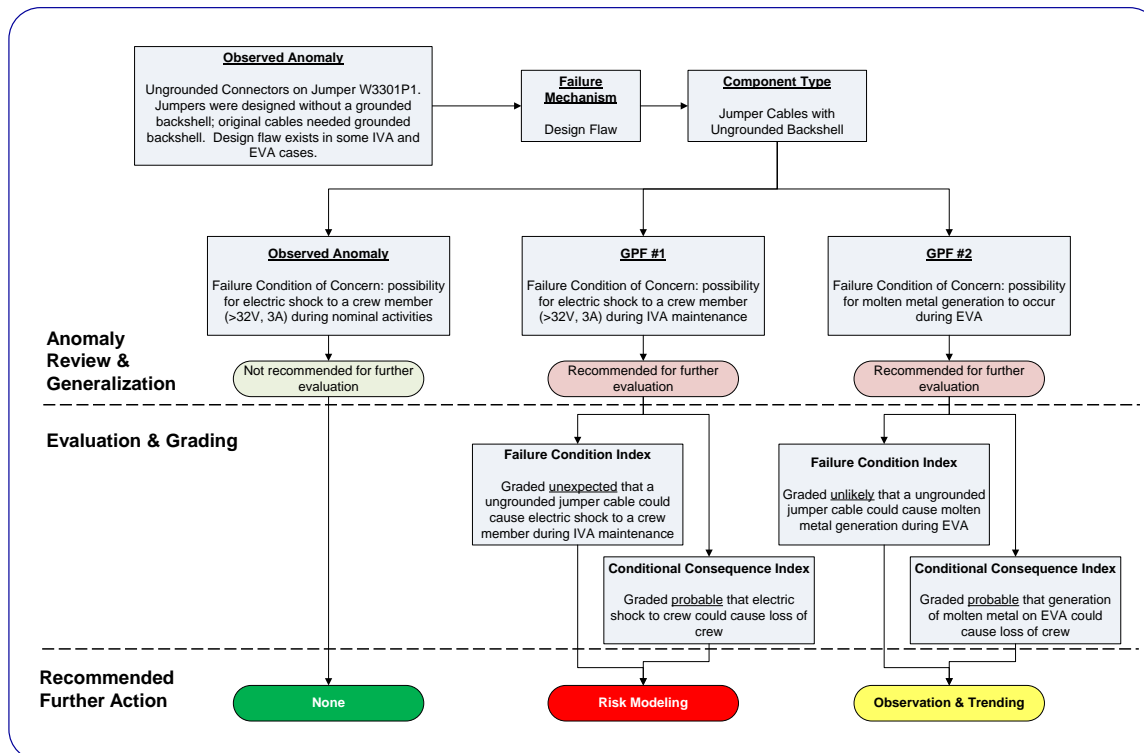 Observed Anomaly
Ungrounded Connectors on Jumper W3301P1.
Jumpers were designed without a grounded
backshell; original cables needed grounded
backshell.  Design flaw exists in some IVA and
EVA cases.
Failure
Mechanism
Design Flaw
Component Type
Jumper Cables with
Ungrounded Backshell
Observed Anomaly
Failure Condition of Concern: possibility
for electric shock to a crew member
(>32V, 3A) during nominal activities
GPF #1
Failure Condition of Concern: possibility
for electric shock to a crew member
(>32V, 3A) during IVA maintenance
GPF #2
Failure Condition of Concern: possibility
for molten metal generation to occur
during EVA
Anomaly
Review &
Generalization
Not recommended for further
evaluation
Recommended for further
evaluation
Recommended for further
evaluation
Evaluation & Grading
Failure Condition Index
Graded unexpected that a
ungrounded jumper cable could
cause electric shock to a crew
member during IVA maintenance
Failure Condition Index
Graded unlikely that a ungrounded
jumper cable could cause molten
metal generation during EVA
Conditional Consequence Index
Graded probable that electric
shock to crew could cause loss of
crew
Conditional Consequence Index
Graded probable that generation
of molten metal on EVA could
cause loss of crew
Recommended
Further Action
None
Risk Modeling
Observation & Trending